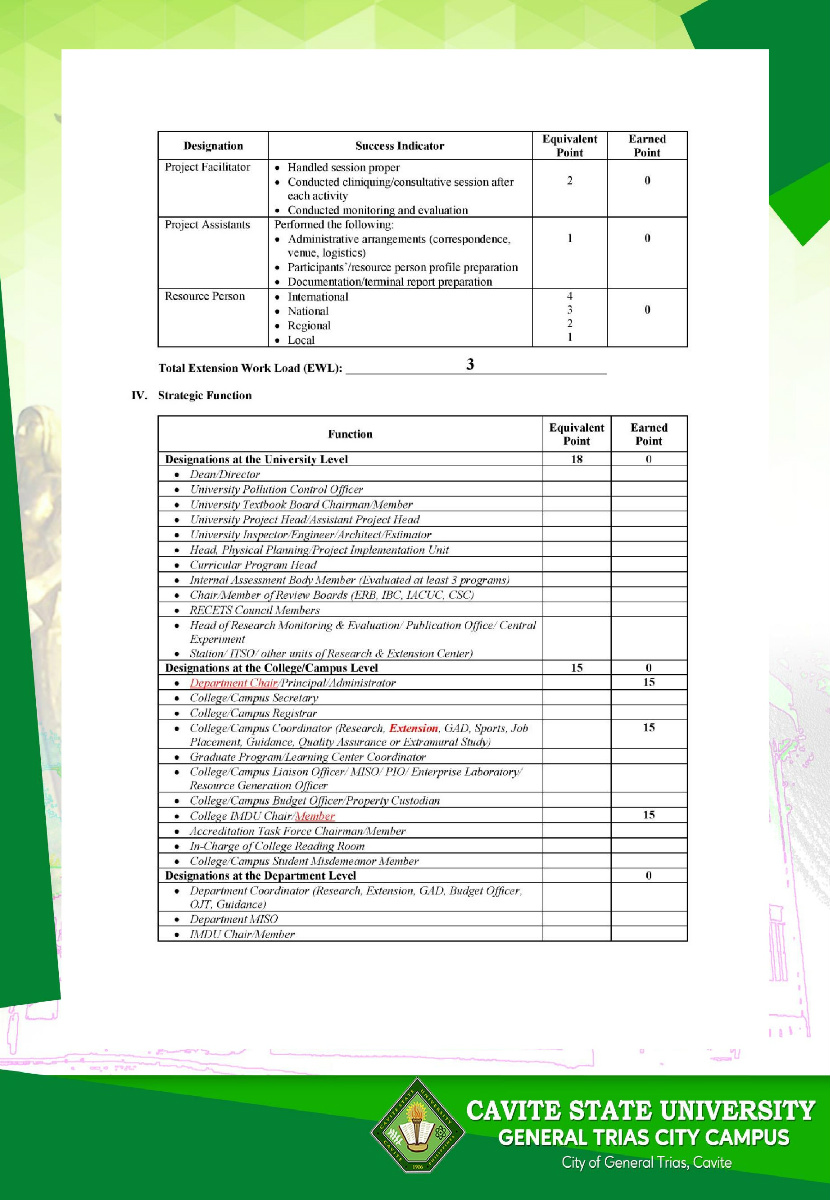 Designation Success Indicator Equivalent Point Earned Point
Project Facilitator • Handled session proper
• Conducted cliniquing/consultative session after 2 0
each activity
• Conducted monitoring and evaluation
Project Assistants Performed the following:
• Administrative arrangements (correspondence, 1 0
venue, logistics)
• Participants'/resource person profile preparation
• Documentation/terminal report preparation
Resource Person • International 4
• National 3 0
• Regional 2
• Local 1
Total Extension Work Load (EWL): 3
IV. Strategic Function
Function Equivalent Point Earned Point
Designations at the University Level 18 0
• Dean/Director
• University Pollution Control Officer
• University Textbook Board Chairman/Member
• University Project Head/Assistant Project Head
• University Inspector/Engineer/Architect/Estimator
• Head, Physical Planning/Project Implementation Unit
• Curricular Program Head
• Internal Assessment Body Member (Evaluated at least 3 programs)
• Chair/Member of Review Boards (ERB, IBC, IACUC, CSC)
• RECETS Council Members
• Head of Research Monitoring & Evaluation/ Publication Office/ Central
Experiment
• Station/ ITSO/ other units of Research & Extension Center)
Designations at the College/Campus Level 15 0
• Department Chair/Principal/Administrator 15
• College/Campus Secretary
• College/Campus Registrar
• College/Campus Coordinator (Research, Extension, GAD, Sports, Job 15
Placement, Guidance, Quality Assurance or Extramural Study)
• Graduate Program/Learning Center Coordinator
• College/Campus Liaison Officer/ MISO/ PIO/ Enterprise Laboratory/
Resource Generation Officer
• College/Campus Budget Officer/Property Custodian
• College IMDU Chair/Member 15
• Accreditation Task Force Chairman/Member
• In-Charge of College Reading Room
• College/Campus Student Misdemeanor Member
Designations at the Department Level 0
• Department Coordinator (Research, Extension, GAD, Budget Officer,
OJT, Guidance)
• Department MISO
• IMDU Chair/Member
CAVITE STATE UNIVERSITY
GENERAL TRIAS CITY CAMPUS
City of General Trias, Cavite
1906